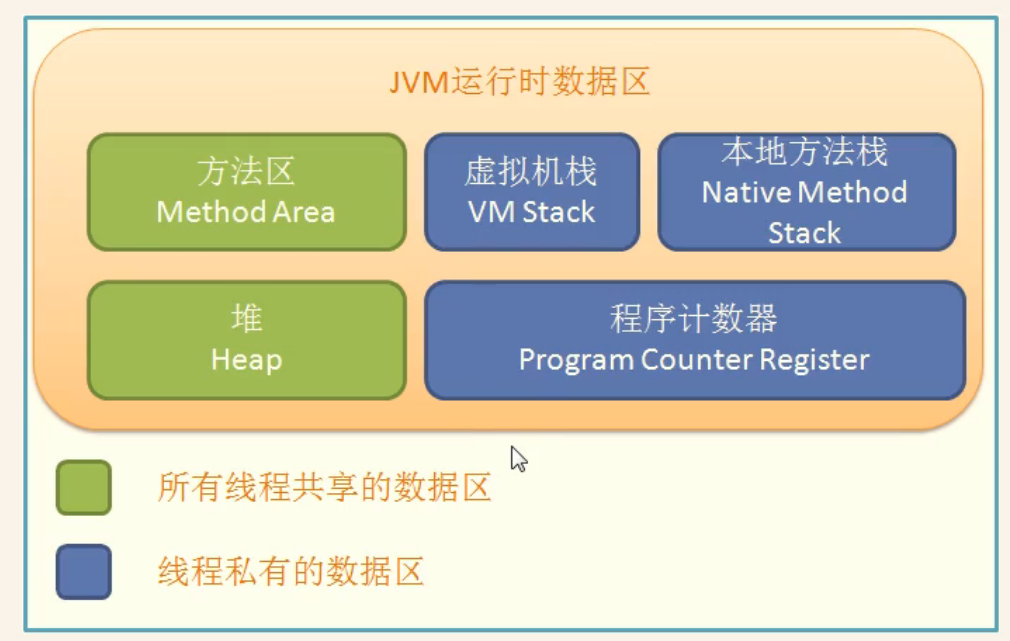 JVM运行时数据区
方法区
Method Area
虚拟机栈
VM Stack
本地方法栈
Native Method
Stack
堆
Heap
程序计数器
Program Counter Register
所有线程共享的数据区
线程私有的数据区